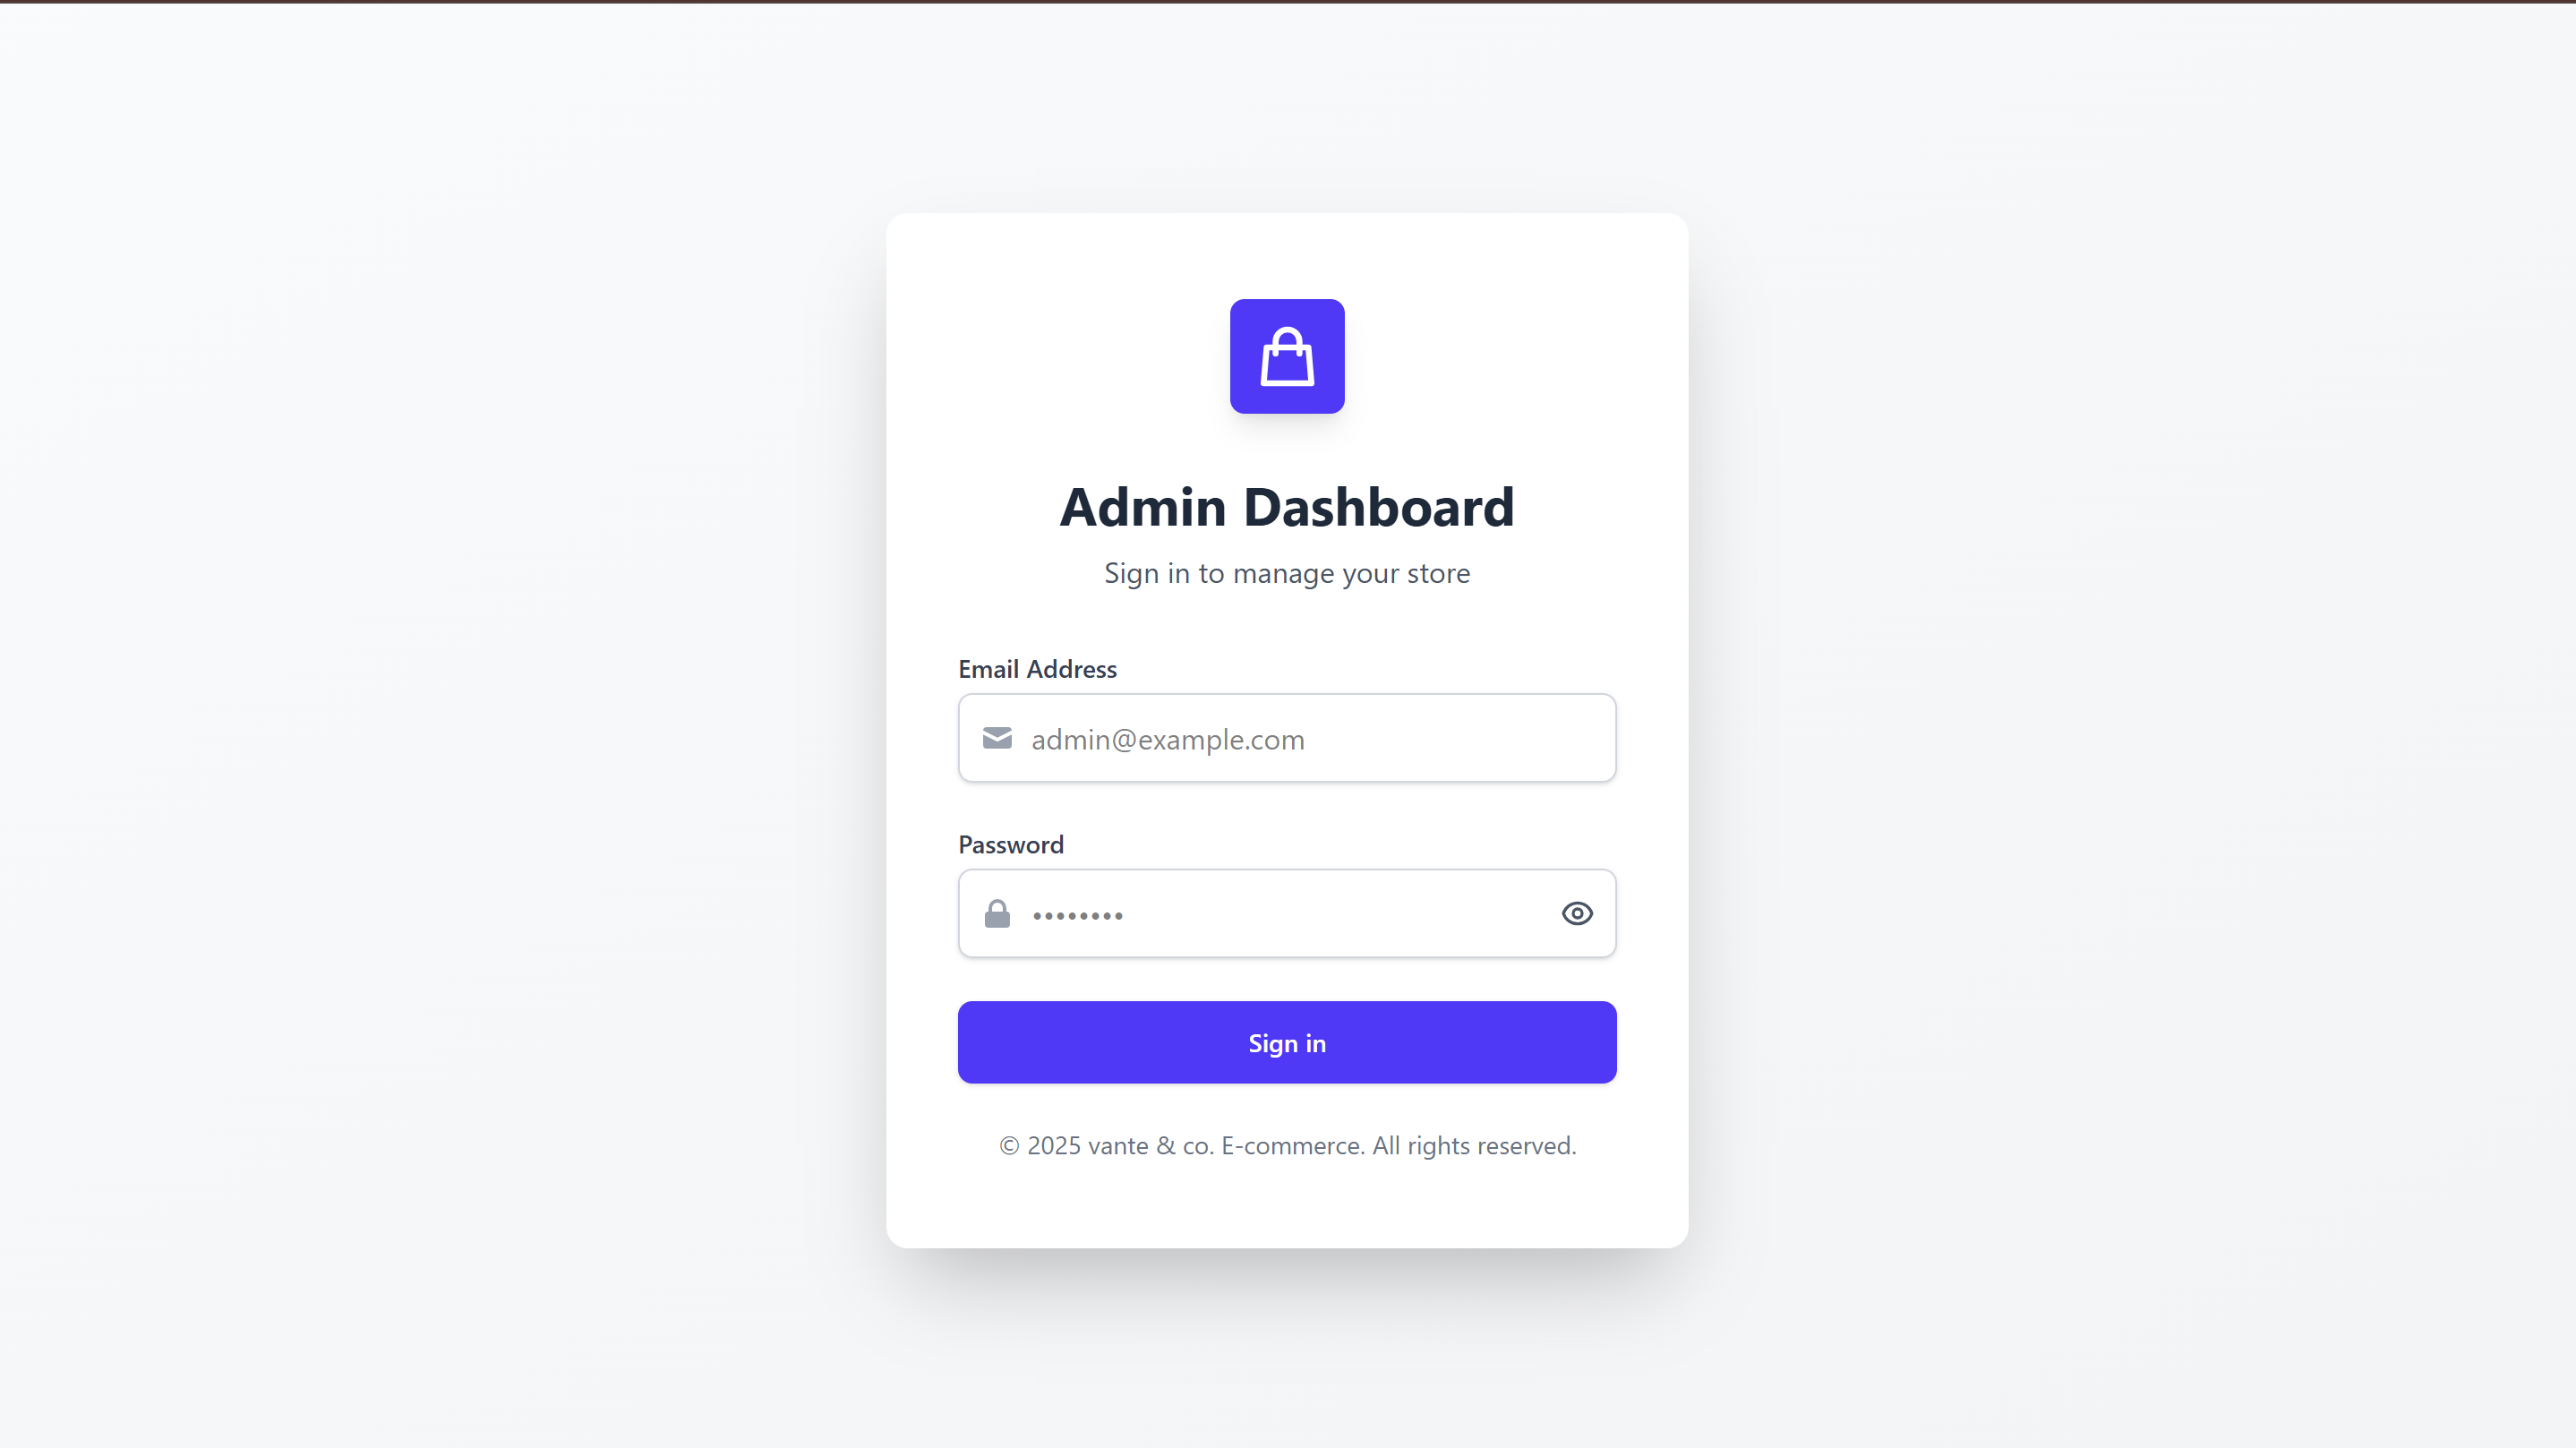 Admin Dashboard
Sign in to manage your store
Email Address
admin@example.com
Password
••••••••
Sign in
© 2025 vante & co. E-commerce. All rights reserved.